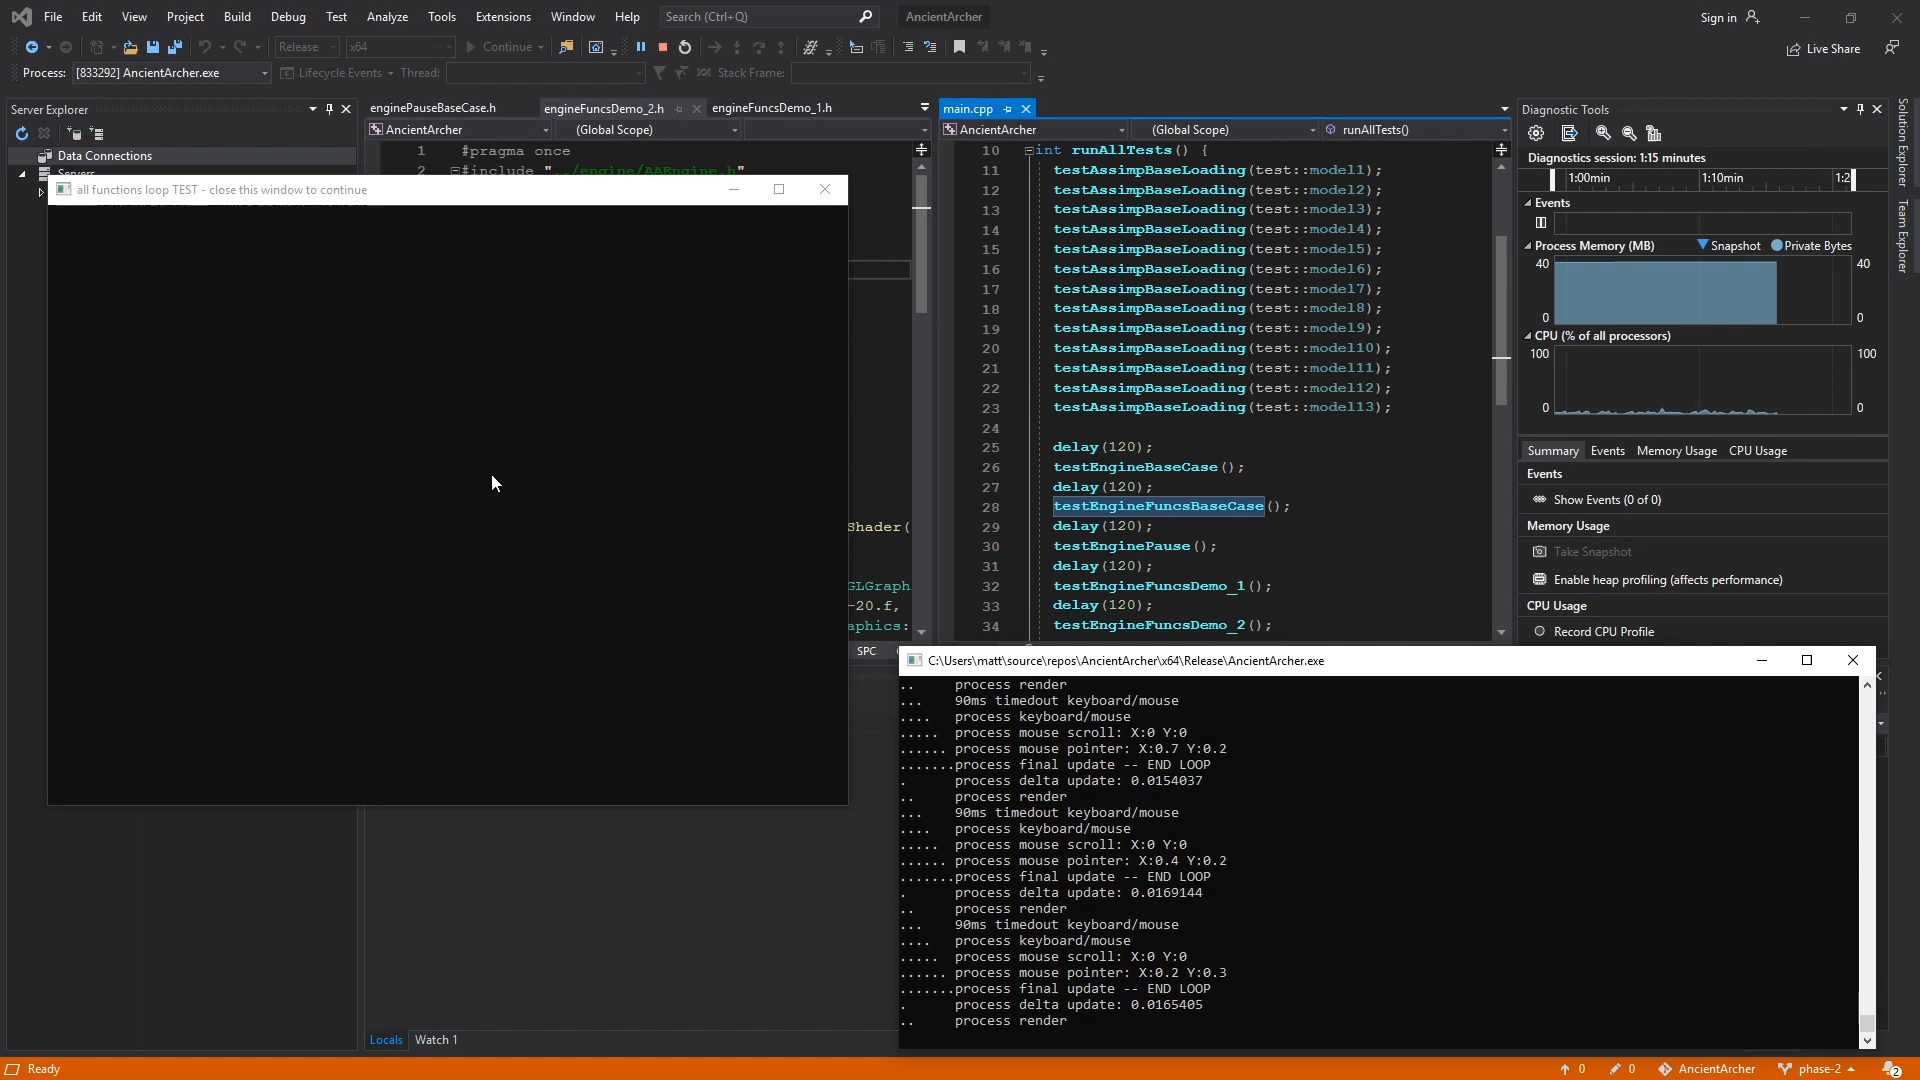 File Edit View Project Build Debug Test Analyze Tools Extensions Window Help Search (Ctrl+Q) AncientArcher Sign in
Release x64 Continue Live Share
Process: [833292] AncientArcher.exe Lifecycle Events Thread: Stack Frame:
Server Explorer
Data Connections
Servers
enginePauseBaseCase.h engineFuncsDemo_2.h engineFuncsDemo_1.h
AncientArcher (Global Scope)
1 #pragma once
2 #include "../engine/AAEngine.h"
all functions loop TEST - close this window to continue
Shader(
GLGraph
-20.f,
aphics:
SPC
main.cpp
AncientArcher (Global Scope) runAllTests()
10 int runAllTests() {
11 testAssimpBaseLoading(test::model1);
12 testAssimpBaseLoading(test::model2);
13 testAssimpBaseLoading(test::model3);
14 testAssimpBaseLoading(test::model4);
15 testAssimpBaseLoading(test::model5);
16 testAssimpBaseLoading(test::model6);
17 testAssimpBaseLoading(test::model7);
18 testAssimpBaseLoading(test::model8);
19 testAssimpBaseLoading(test::model9);
20 testAssimpBaseLoading(test::model10);
21 testAssimpBaseLoading(test::model11);
22 testAssimpBaseLoading(test::model12);
23 testAssimpBaseLoading(test::model13);
24
25 delay(120);
26 testEngineBaseCase();
27 delay(120);
28 testEngineFuncsBaseCase();
29 delay(120);
30 testEnginePause();
31 delay(120);
32 testEngineFuncsDemo_1();
33 delay(120);
34 testEngineFuncsDemo_2();
Diagnostic Tools
Diagnostics session: 1:15 minutes
1:00min 1:10min 1:2
Events
Process Memory (MB) Snapshot Private Bytes
40 40
0 0
CPU (% of all processors)
100 100
0 0
Summary Events Memory Usage CPU Usage
Events
Show Events (0 of 0)
Memory Usage
Take Snapshot
Enable heap profiling (affects performance)
CPU Usage
Record CPU Profile
Solution Explorer
Team Explorer
C:\Users\matt\source\repos\AncientArcher\x64\Release\AncientArcher.exe
.. process render
... 90ms timedout keyboard/mouse
.... process keyboard/mouse
..... process mouse scroll: X:0 Y:0
...... process mouse pointer: X:0.7 Y:0.2
.......process final update -- END LOOP
. process delta update: 0.0154037
.. process render
... 90ms timedout keyboard/mouse
.... process keyboard/mouse
..... process mouse scroll: X:0 Y:0
...... process mouse pointer: X:0.4 Y:0.2
.......process final update -- END LOOP
. process delta update: 0.0169144
.. process render
... 90ms timedout keyboard/mouse
.... process keyboard/mouse
..... process mouse scroll: X:0 Y:0
...... process mouse pointer: X:0.2 Y:0.3
.......process final update -- END LOOP
. process delta update: 0.0165405
.. process render
Locals Watch 1
Ready 0 0 AncientArcher phase-2 2